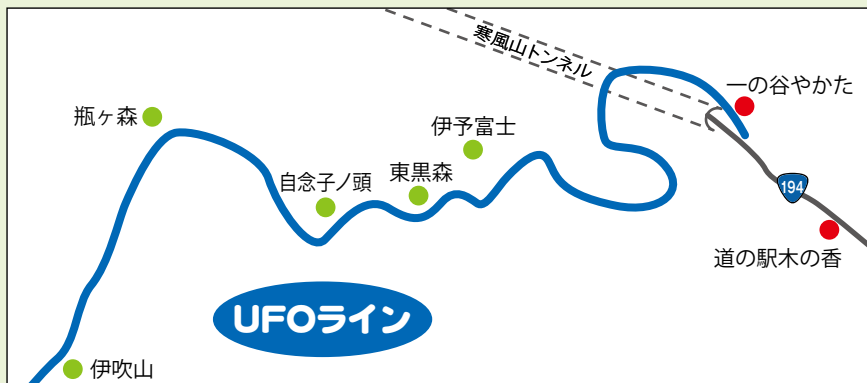 寒風山トンネル
一の谷やかた
瓶ヶ森
伊予富士
自念子ノ頭
東黒森
194
道の駅木の香
UFOライン
伊吹山